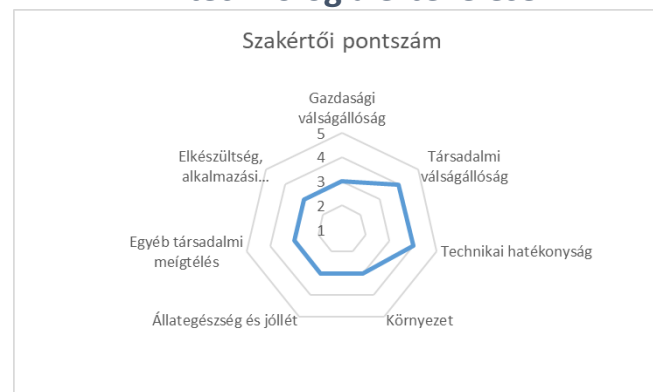 Szakértői pontszám
Gazdasági
válságállóság
5
4
3
2
1
Társadalmi
válságállóság
Technikai hatékonyság
Környezet
Állategészség és jóllét
Egyéb társadalmi
meígtélés
Elkészültség,
alkalmazási...